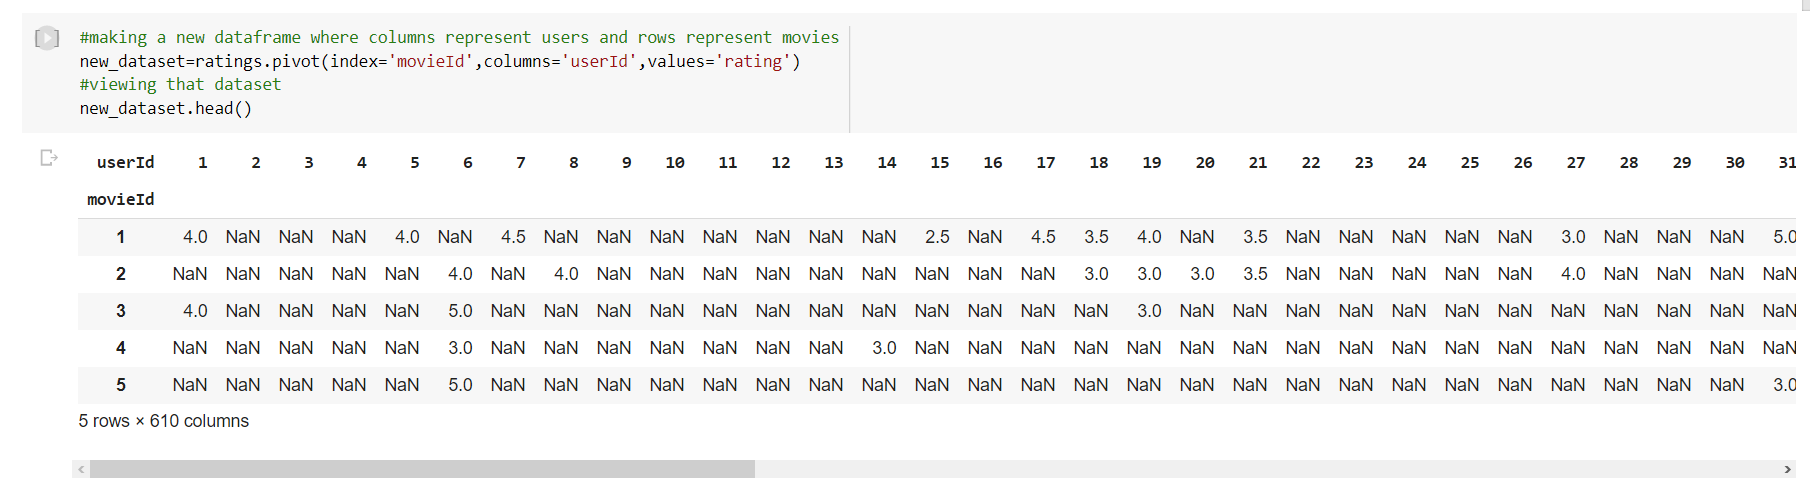 #making a new dataframe where columns represent users and rows represent movies
new_dataset=ratings.pivot(index='movieId',columns='userId',values='rating')
#viewing that dataset
new_dataset.head()
userId 1 2 3 4 5 6 7 8 9 10 11 12 13 14 15 16 17 18 19 20 21 22 23 24 25 26 27 28 29 30 31
movieId
1 4.0 NaN NaN NaN 4.0 NaN 4.5 NaN NaN NaN NaN NaN NaN NaN 2.5 NaN 4.5 3.5 4.0 NaN 3.5 NaN NaN NaN NaN NaN 3.0 NaN NaN NaN 5.0
2 NaN NaN NaN NaN NaN 4.0 NaN 4.0 NaN NaN NaN NaN NaN NaN NaN NaN NaN 3.0 3.0 3.0 3.5 NaN NaN NaN NaN NaN 4.0 NaN NaN NaN NaN
3 4.0 NaN NaN NaN NaN 5.0 NaN NaN NaN NaN NaN NaN NaN NaN NaN NaN NaN NaN 3.0 NaN NaN NaN NaN NaN NaN NaN NaN NaN NaN NaN NaN
4 NaN NaN NaN NaN NaN 3.0 NaN NaN NaN NaN NaN NaN NaN 3.0 NaN NaN NaN NaN NaN NaN NaN NaN NaN NaN NaN NaN NaN NaN NaN NaN NaN
5 NaN NaN NaN NaN NaN 5.0 NaN NaN NaN NaN NaN NaN NaN NaN NaN NaN NaN NaN NaN NaN NaN NaN NaN NaN NaN NaN NaN NaN NaN NaN 3.0
5 rows × 610 columns